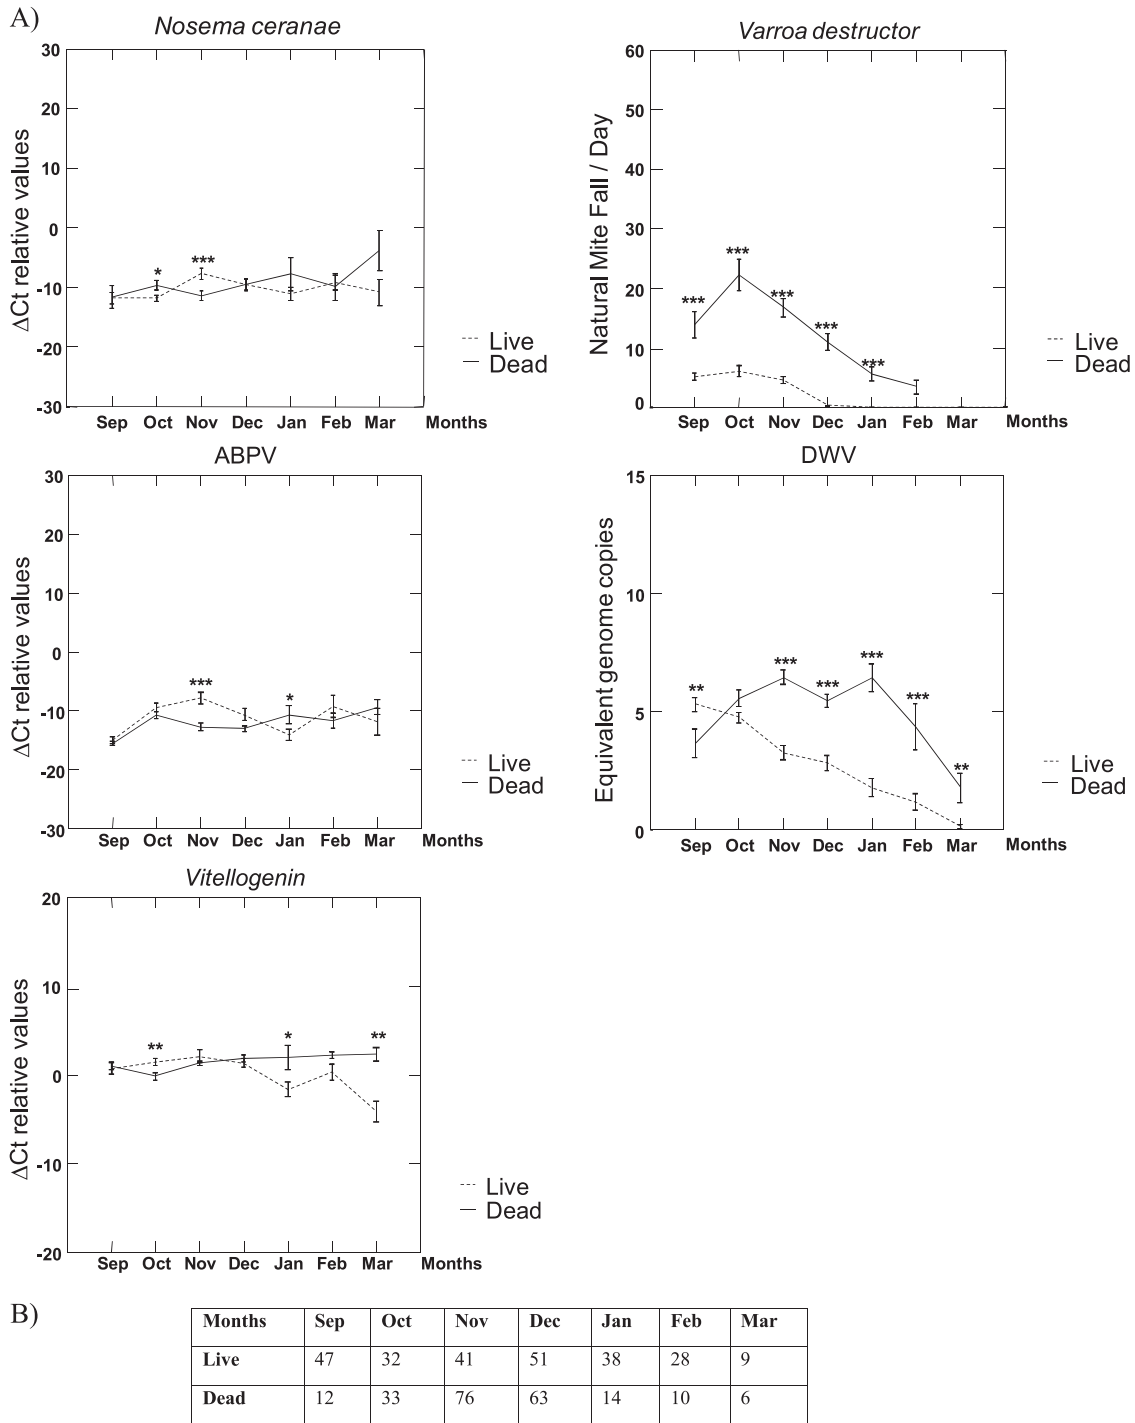 A)
Nosema ceranae
30
20
10
0
-10
-20
-30
ΔCt relative values
* ***
Live
Dead
Sep Oct Nov Dec Jan Feb Mar Months
Varroa destructor
60
50
40
30
20
10
0
Natural Mite Fall / Day
*** *** *** *** ***
Live
Dead
Sep Oct Nov Dec Jan Feb Mar Months
ABPV
30
20
10
0
-10
-20
-30
ΔCt relative values
*** *
Live
Dead
Sep Oct Nov Dec Jan Feb Mar Months
DWV
15
10
5
0
Equivalent genome copies
** *** *** *** *** **
Live
Dead
Sep Oct Nov Dec Jan Feb Mar Months
Vitellogenin
20
10
0
-10
-20
ΔCt relative values
** * **
Live
Dead
Sep Oct Nov Dec Jan Feb Mar Months
B)
Months Sep Oct Nov Dec Jan Feb Mar
Live 47 32 41 51 38 28 9
Dead 12 33 76 63 14 10 6